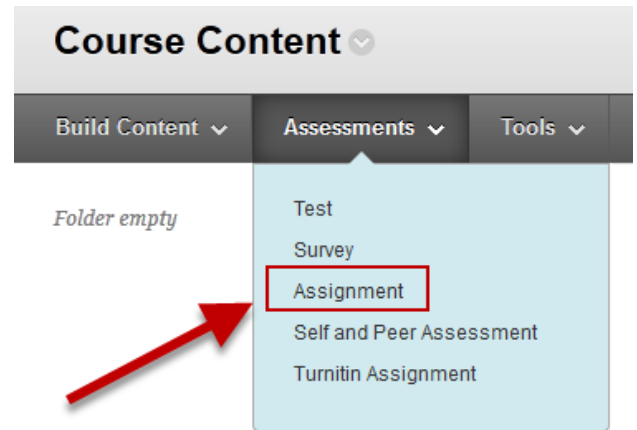 Course Content
Build Content Assessments Tools
Folder empty
Test
Survey
Assignment
Self and Peer Assessment
Turnitin Assignment